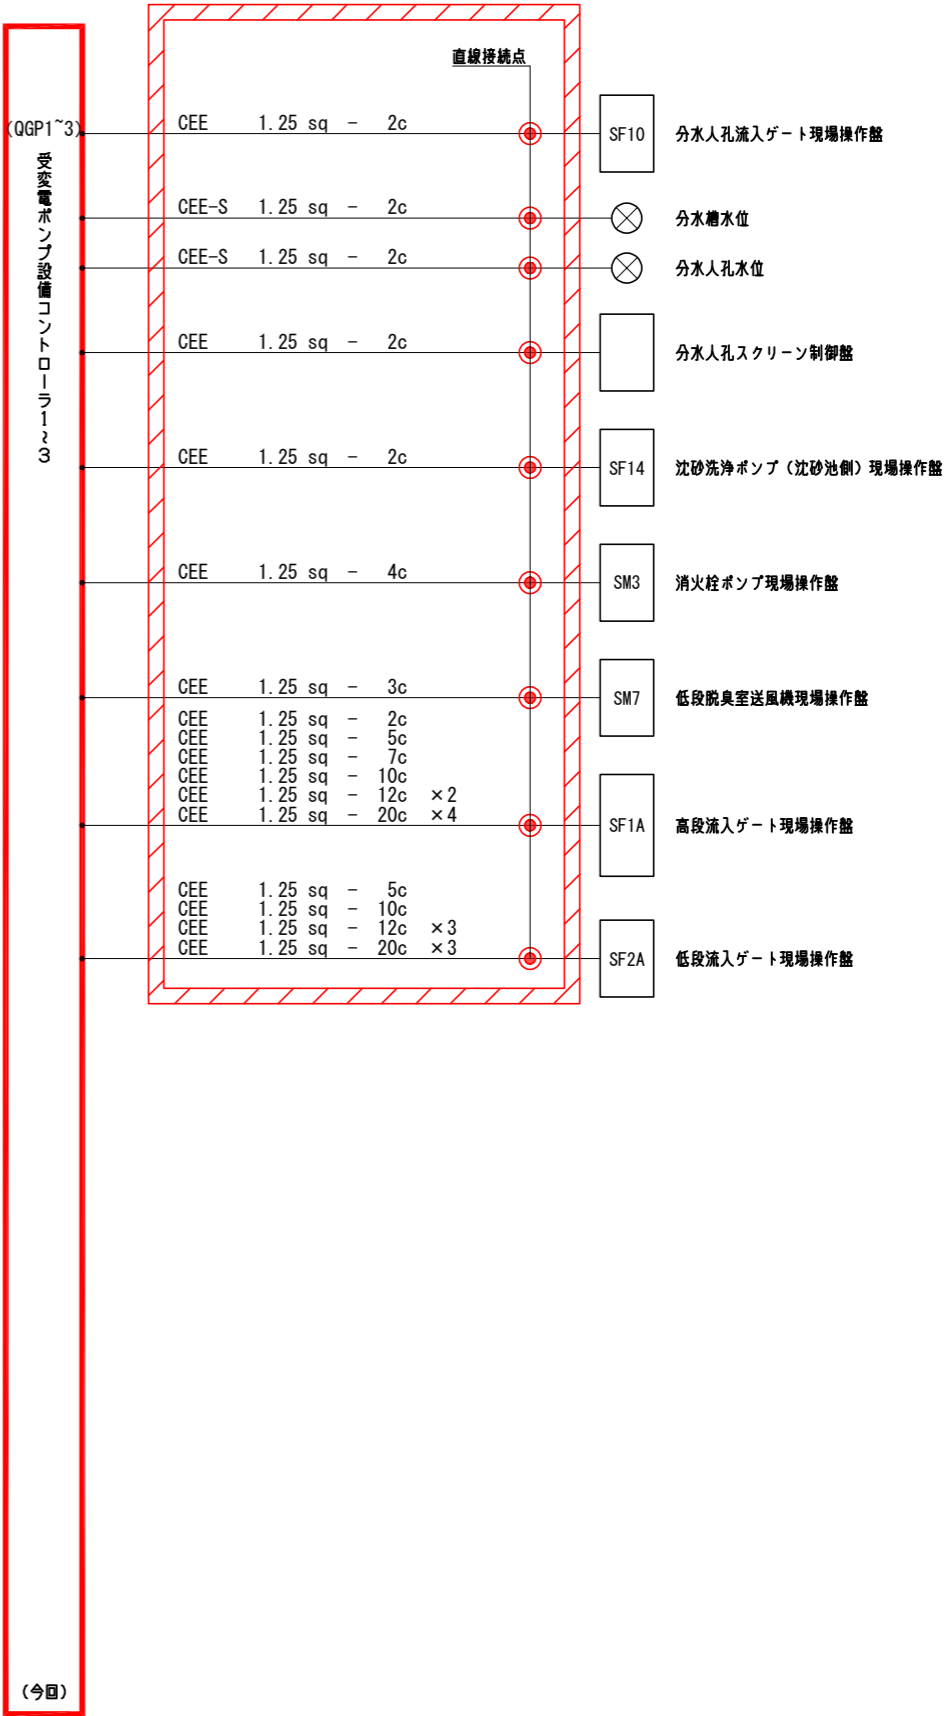 直線接続点
(QGP1~3)
受変電ポンプ設備コントローラ1~3
CEE 1.25 sq - 2c
SF10 分水人孔流入ゲート現場操作盤
CEE-S 1.25 sq - 2c
分水槽水位
CEE-S 1.25 sq - 2c
分水人孔水位
CEE 1.25 sq - 2c
分水人孔スクリーン制御盤
CEE 1.25 sq - 2c
SF14 沈砂洗浄ポンプ(沈砂池側)現場操作盤
CEE 1.25 sq - 4c
SM3 消火栓ポンプ現場操作盤
CEE 1.25 sq - 3c
SM7 低段脱臭室送風機現場操作盤
CEE 1.25 sq - 2c
CEE 1.25 sq - 5c
CEE 1.25 sq - 7c
CEE 1.25 sq - 10c
CEE 1.25 sq - 12c ×2
CEE 1.25 sq - 20c ×4
SF1A 高段流入ゲート現場操作盤
CEE 1.25 sq - 5c
CEE 1.25 sq - 10c
CEE 1.25 sq - 12c ×3
CEE 1.25 sq - 20c ×3
SF2A 低段流入ゲート現場操作盤
(今回)